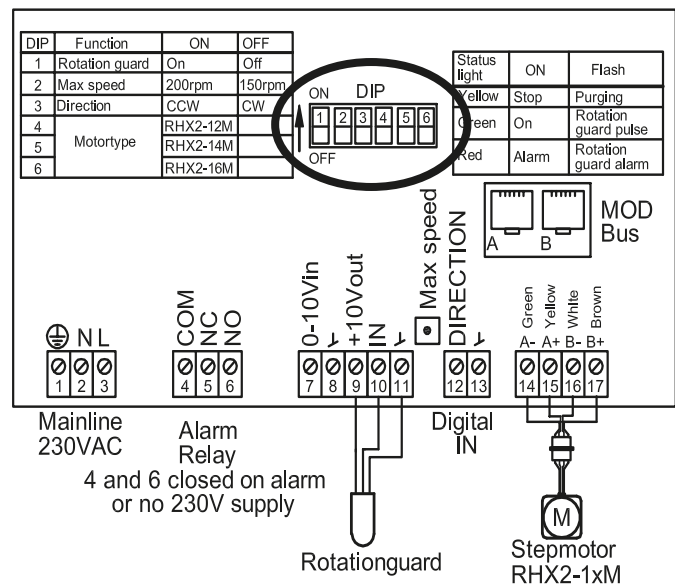 DIP Function ON OFF
1 Rotation guard On Off
2 Max speed 200rpm 150rpm
3 Direction CCW CW
4 RHX2-12M
5 Motortype RHX2-14M
6 RHX2-16M
ON DIP
1 2 3 4 5 6
OFF
Status light ON Flash
Yellow Stop Purging
Green On Rotation guard pulse
Red Alarm Rotation guard alarm
A B
MOD
Bus
N L
COM
NC
NO
0-10Vin
+10Vout
IN
Max speed
DIRECTION
Green
Yellow
White
Brown
A- A+ B- B+
1 2 3
4 5 6
7 8 9 10 11
12 13
14 15 16 17
Mainline
230VAC
Alarm
Relay
4 and 6 closed on alarm
or no 230V supply
Rotationguard
Digital
IN
M
Stepmotor
RHX2-1xM